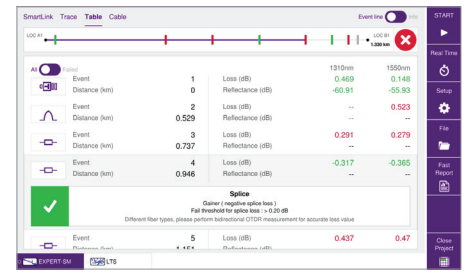 SmartLink Trace Table Cable Event line Info START
LOC A1 LOC B1
1.330 km
Real Time
All Failed 1310nm 1550nm
Event 1 Loss (dB) 0.469 0.148
Distance (km) 0 Reflectance (dB) -60.91 -55.93
Setup
Event 2 Loss (dB) -- 0.523
Distance (km) 0.529 Reflectance (dB) -- --
File
Event 3 Loss (dB) 0.291 0.279
Distance (km) 0.737 Reflectance (dB) -- --
Event 4 Loss (dB) -0.317 -0.365
Distance (km) 0.946 Reflectance (dB) -- --
Fast
Report
Splice
Gainer ( negative splice loss )
Fail threshold for splice loss : > 0.20 dB
Different fiber types, please perform bidirectional OTDR measurement for accurate loss value
Event 5 Loss (dB) 0.437 0.47
Distance (km) 1.151 Reflectance (dB) -- --
Close
Project
EXPERT-SM LTS